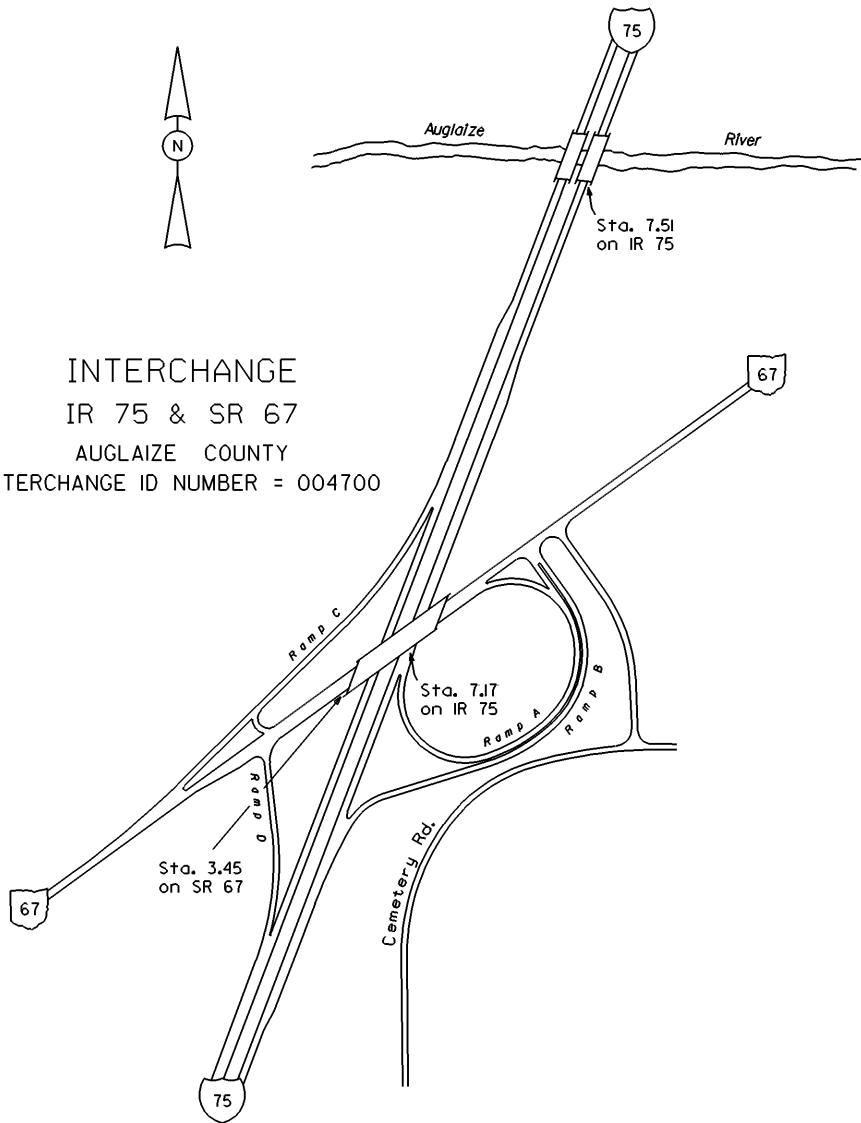 75
Auglaize
River
N
Sta. 7.51
on IR 75
INTERCHANGE
IR 75 & SR 67
AUGLAIZE COUNTY
TERCHANGE ID NUMBER = 004700
67
Ramp C
Sta. 7.17
on IR 75
Ramp A
Ramp B
Ramp D
Sta. 3.45
on SR 67
Cemetery Rd.
67
75